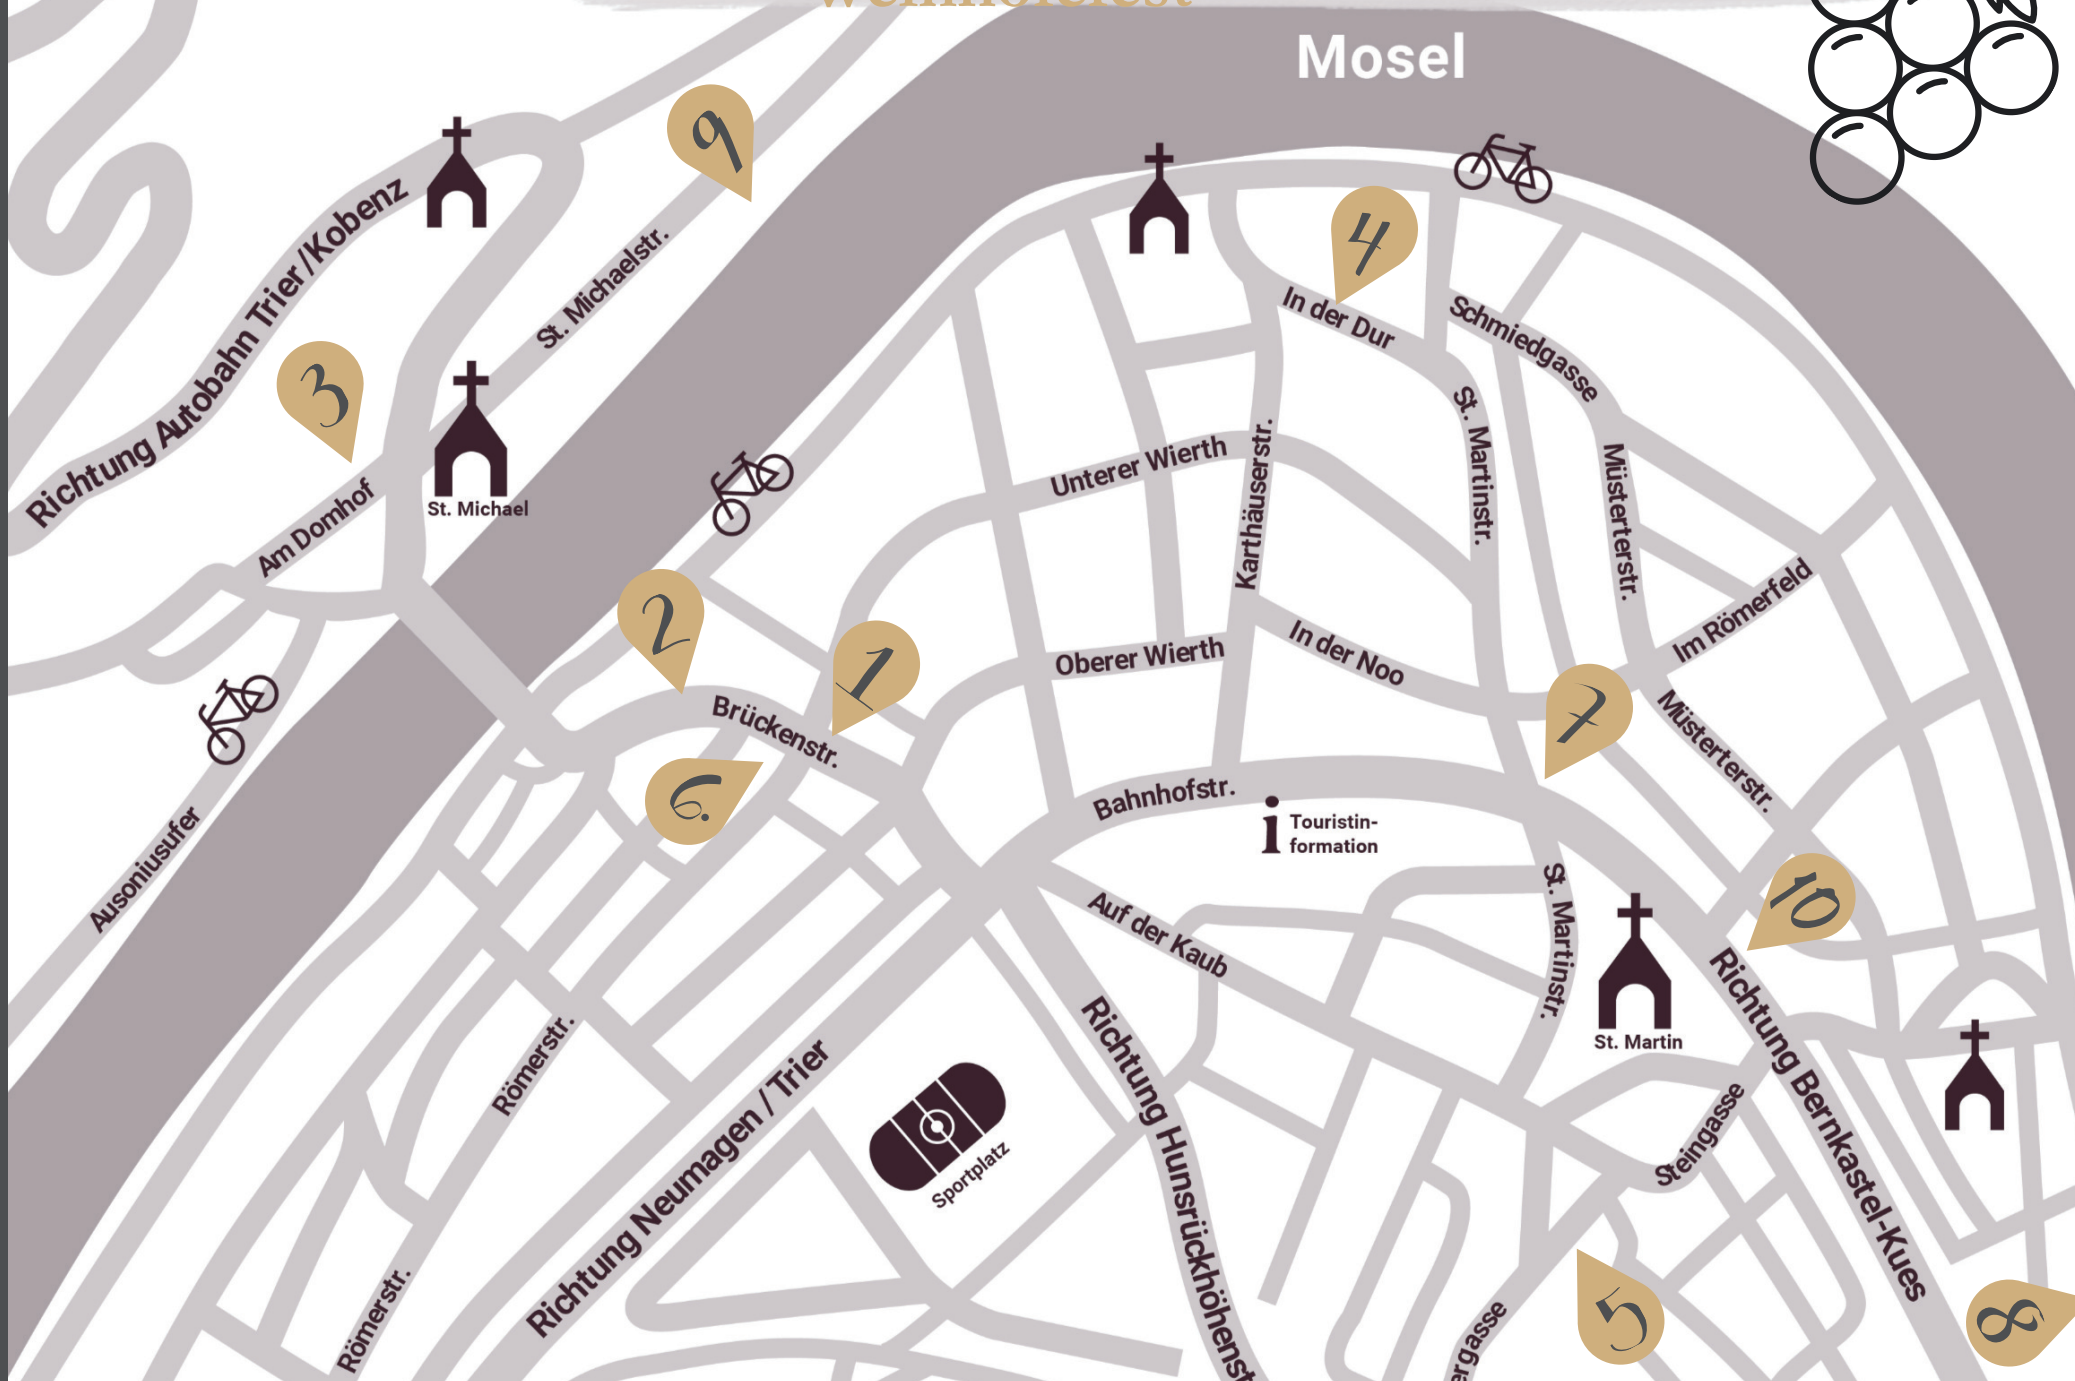 Mosel
9
4
Richtung Autobahn Trier/Kobenz
St. Michaelstr.
In der Dur
Schmiedgasse
3
St. Martinstr.
Unterer Wierth
Karthäuserstr.
Müsterterstr.
St. Michael
Am Domhof
Im Römerfeld
2
1
Oberer Wierth
In der Noo
7
Müsterterstr.
Brückenstr.
6.
Bahnhofstr.
Touristin-
formation
Ausoniusufer
10
Auf der Kaub
St. Martinstr.
St. Martin
Richtung Bernkastel-Kues
Römerstr.
Richtung Neumagen / Trier
Richtung Hunsrückhöhenst
Steingasse
Sportplatz
Römerstr.
5
8
ergasse